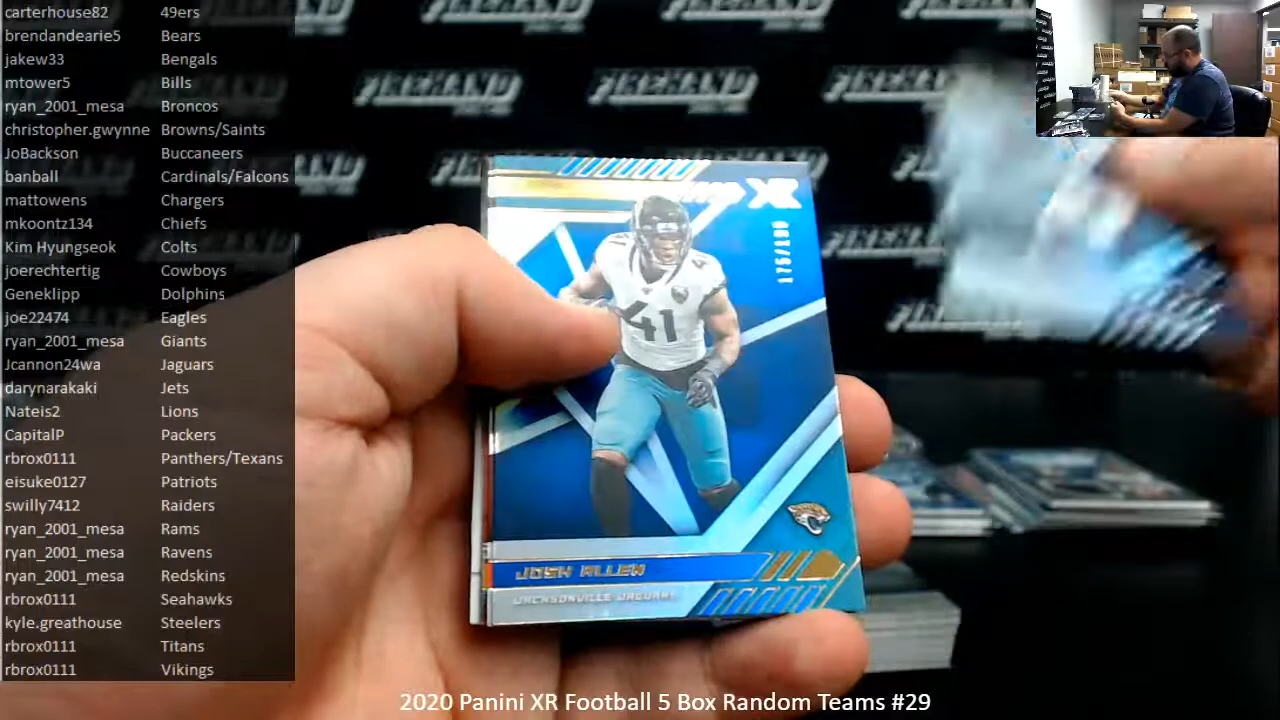 carterhouse82 49ers
brendandearie5 Bears
jakew33 Bengals
mtower5 Bills
ryan_2001_mesa Broncos
christopher.gwynne Browns/Saints
JoBackson Buccaneers
banball Cardinals/Falcons
mattowens Chargers
mkoontz134 Chiefs
Kim Hyungseok Colts
joerechtertig Cowboys
Geneklipp Dolphins
joe22474 Eagles
ryan_2001_mesa Giants
Jcannon24wa Jaguars
darynarakaki Jets
Nateis2 Lions
CapitalP Packers
rbrox0111 Panthers/Texans
eisuke0127 Patriots
swilly7412 Raiders
ryan_2001_mesa Rams
ryan_2001_mesa Ravens
ryan_2001_mesa Redskins
rbrox0111 Seahawks
kyle.greathouse Steelers
rbrox0111 Titans
rbrox0111 Vikings
FIREHAND FIREHAND FIREHAND
XR
175/199
41
JOSH ALLEN
JACKSONVILLE JAGUARS
2020 Panini XR Football 5 Box Random Teams #29